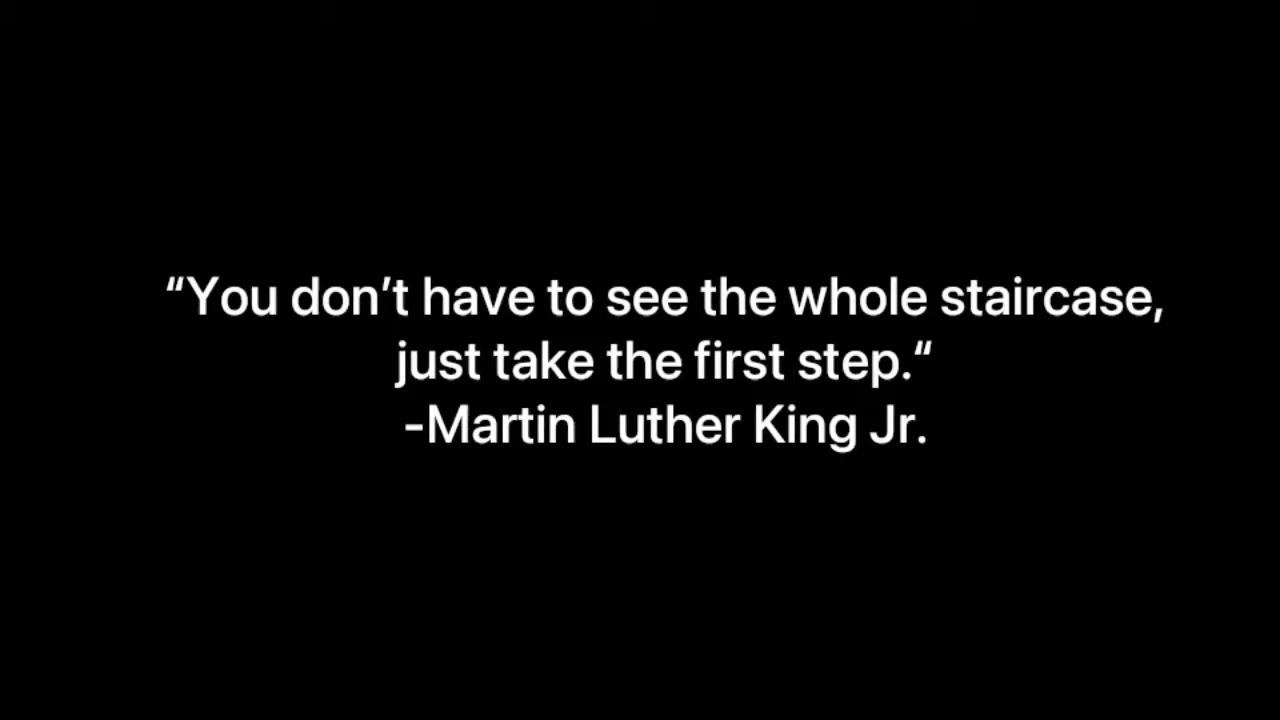 “You don’t have to see the whole staircase,
just take the first step.“
-Martin Luther King Jr.